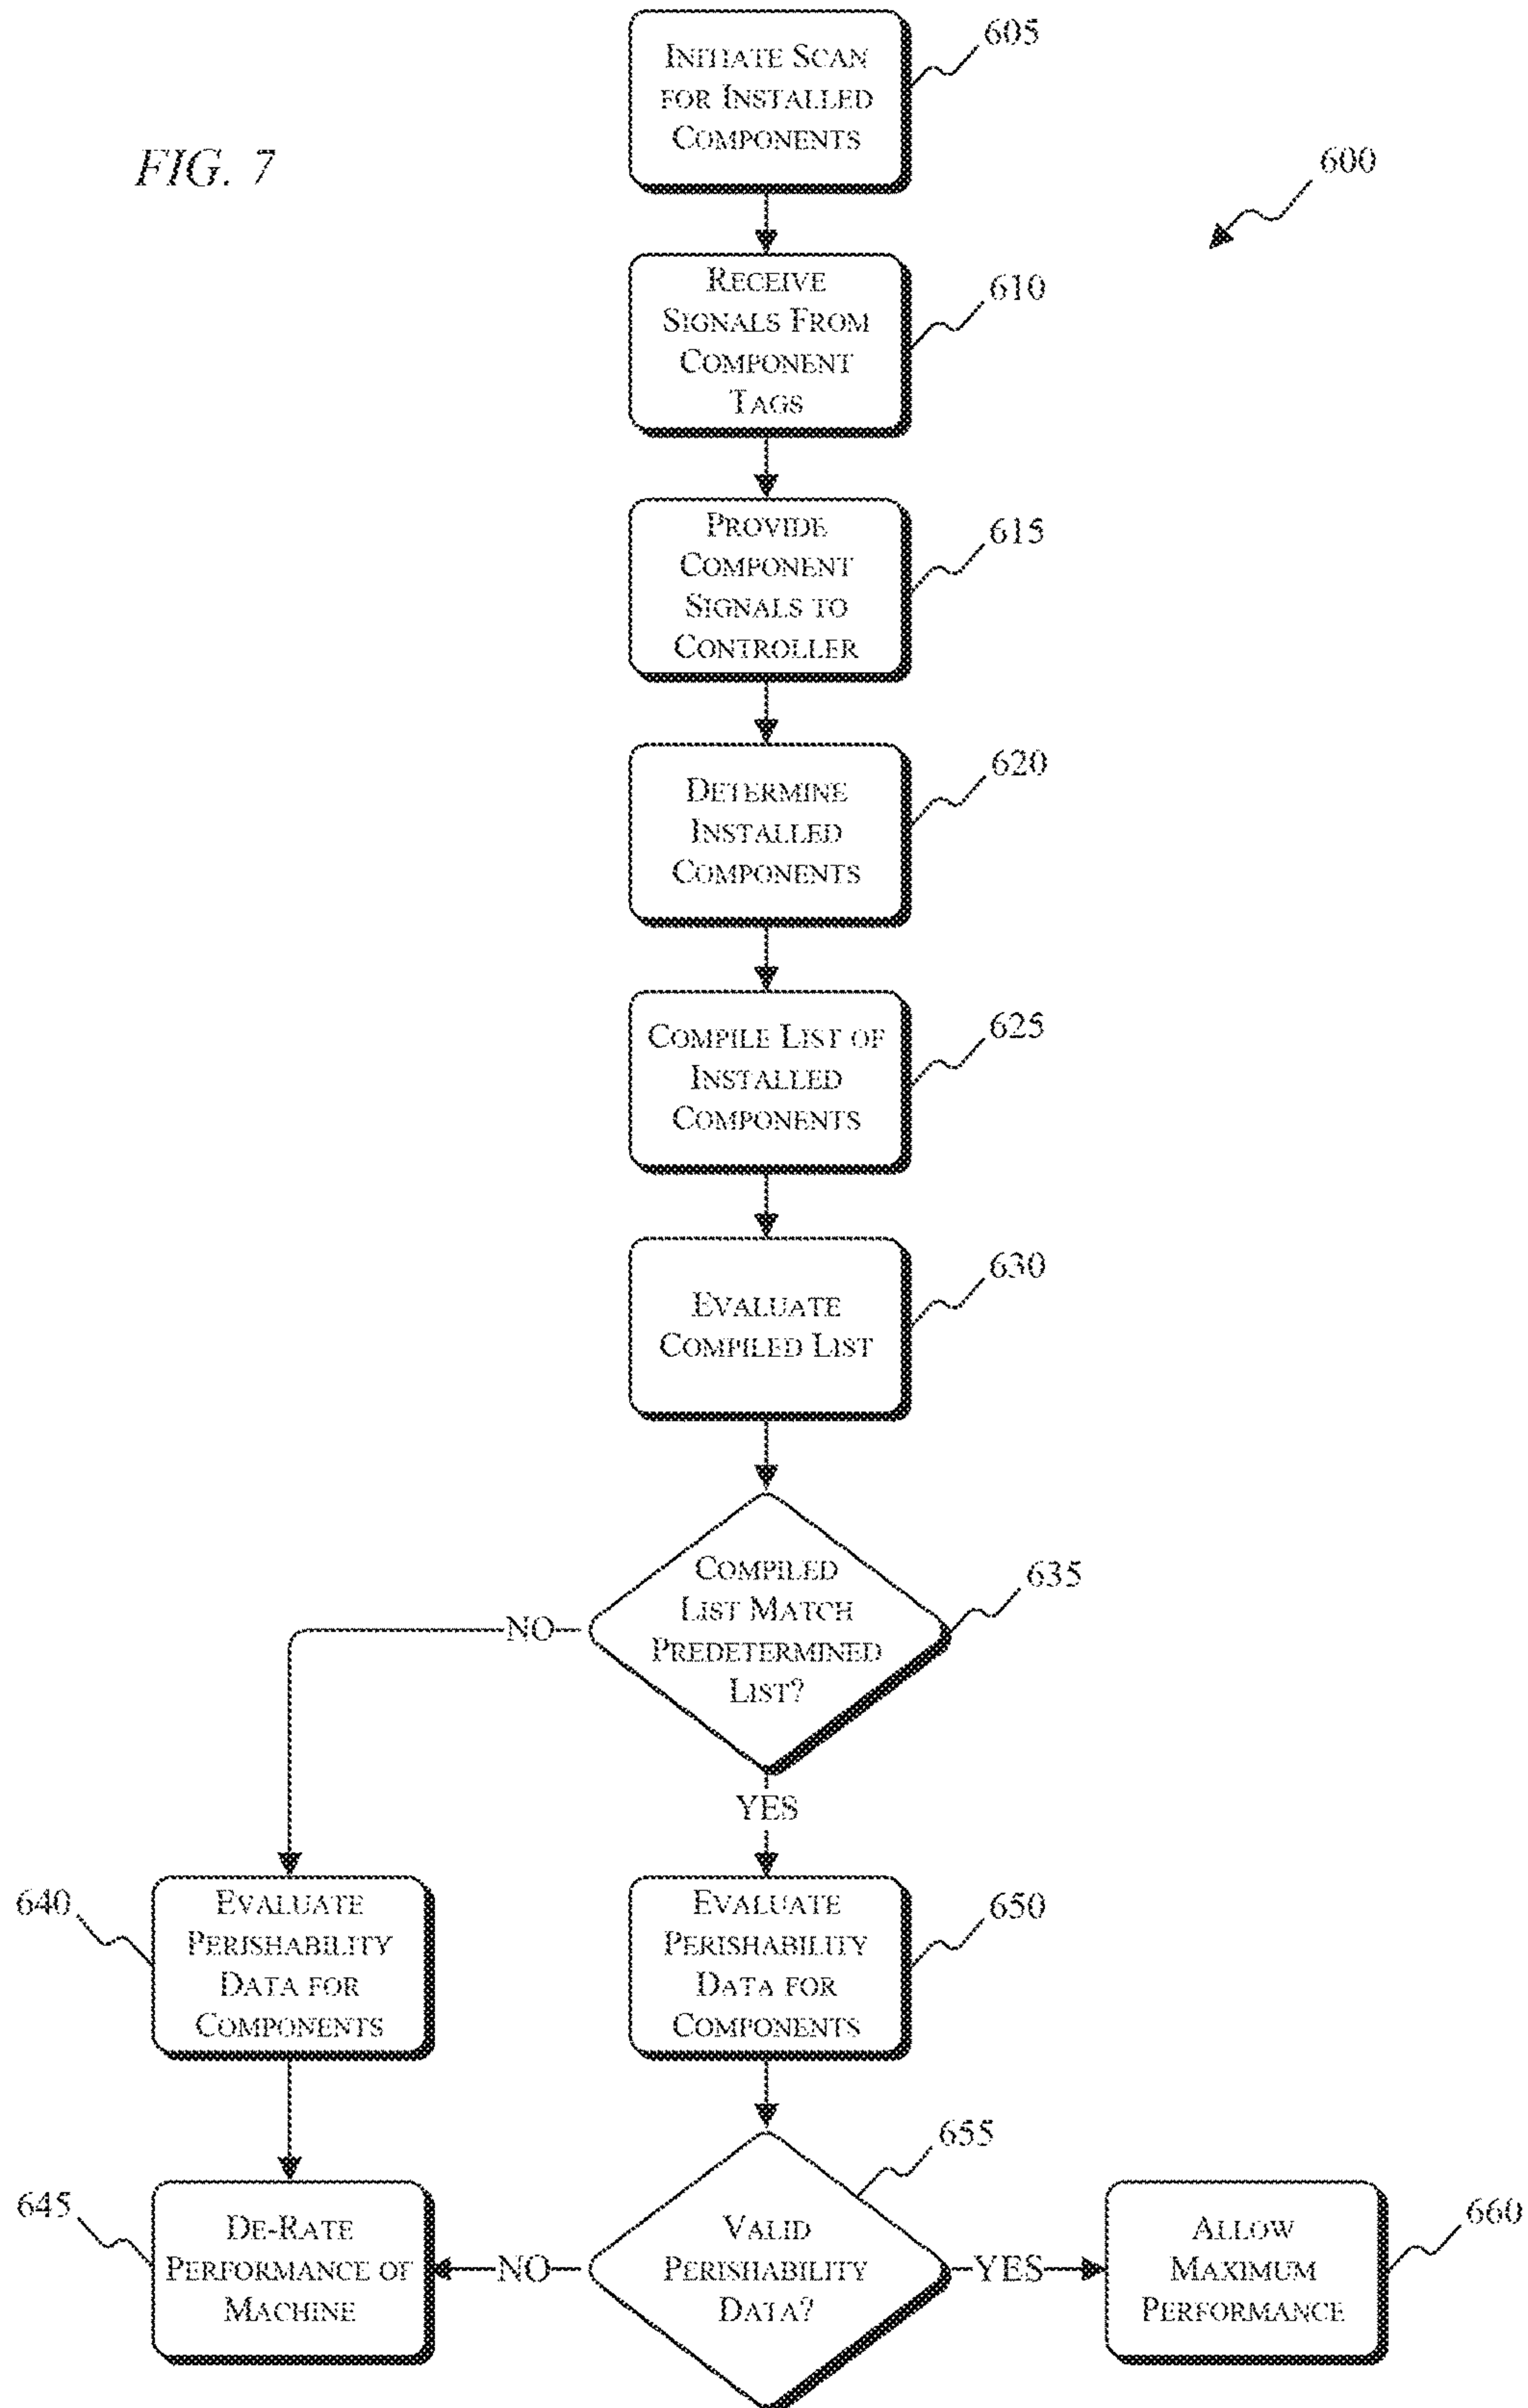 FIG. 7
600
INITIATE SCAN
FOR INSTALLED
COMPONENTS
605
RECEIVE
SIGNALS FROM
COMPONENT
TAGS
610
PROVIDE
COMPONENT
SIGNALS TO
CONTROLLER
615
DETERMINE
INSTALLED
COMPONENTS
620
COMPILE LIST OF
INSTALLED
COMPONENTS
625
EVALUATE
COMPILED LIST
630
COMPILED
LIST MATCH
PREDETERMINED
LIST?
635
NO
YES
640
EVALUATE
PERISHABILITY
DATA FOR
COMPONENTS
EVALUATE
PERISHABILITY
DATA FOR
COMPONENTS
650
645
DE-RATE
PERFORMANCE OF
MACHINE
NO
VALID
PERISHABILITY
DATA?
655
YES
ALLOW
MAXIMUM
PERFORMANCE
660